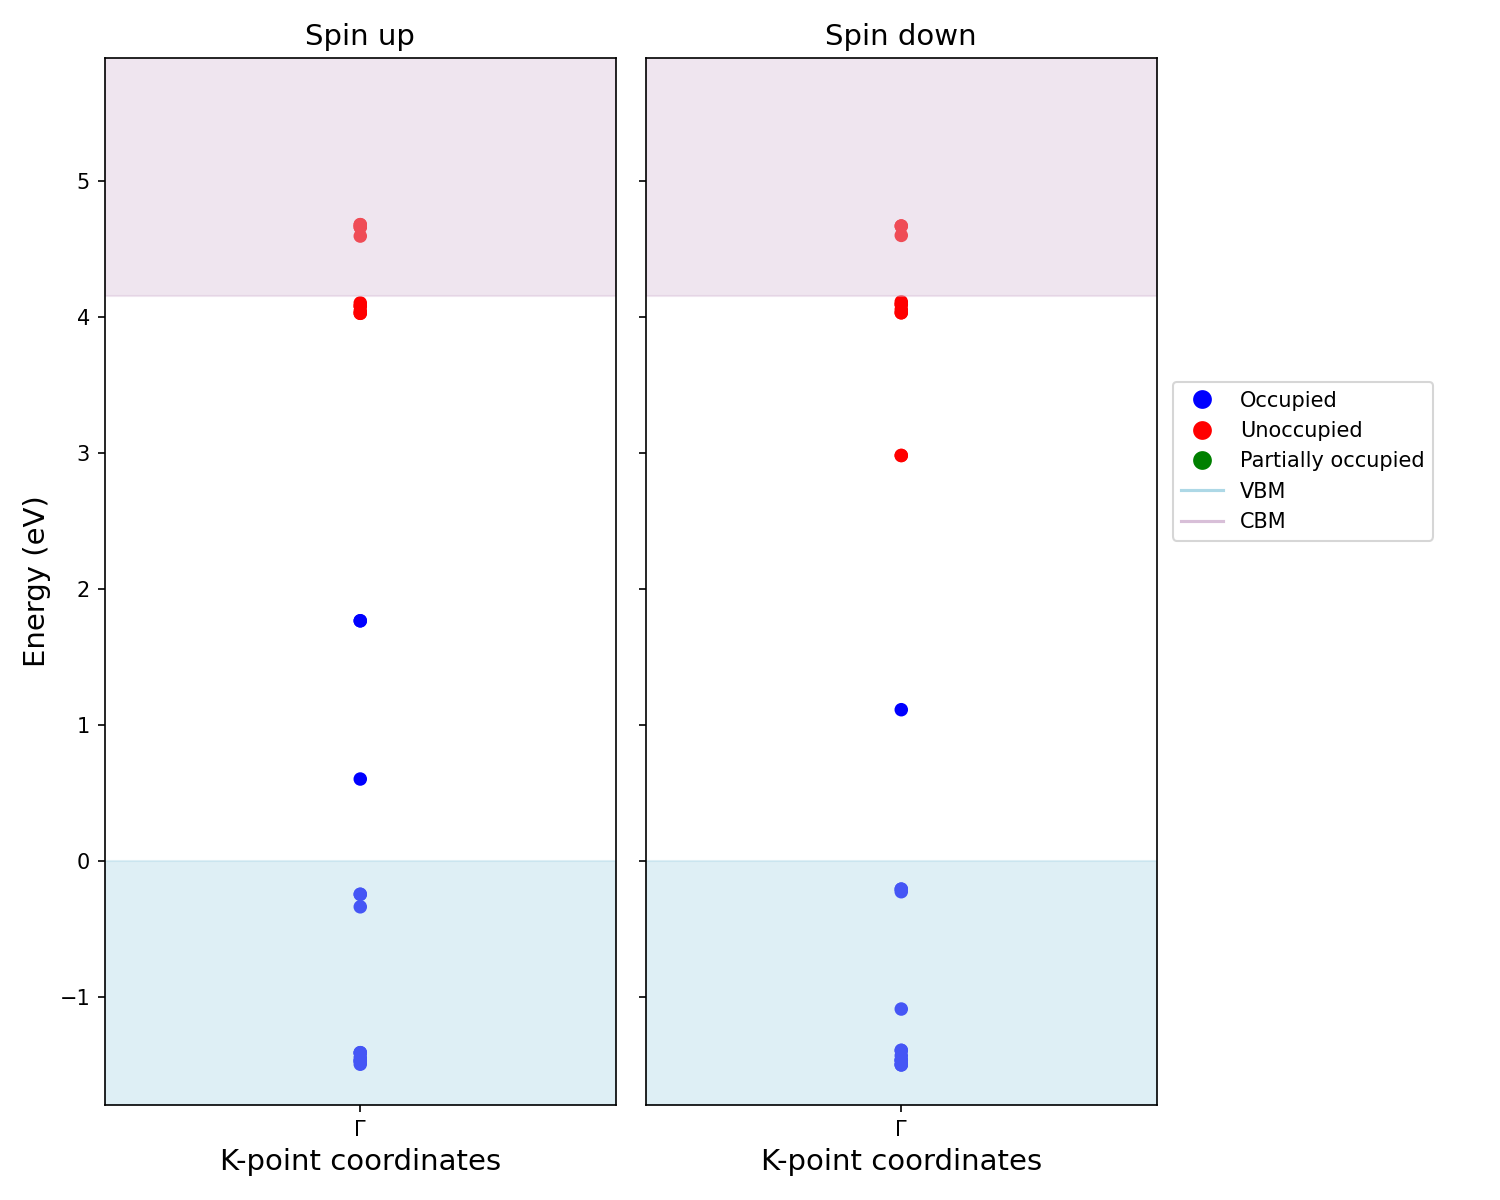 Spin up
Spin down
Energy (eV)
5
4
3
2
1
0
−1
Γ
Γ
K-point coordinates
K-point coordinates
Occupied
Unoccupied
Partially occupied
VBM
CBM